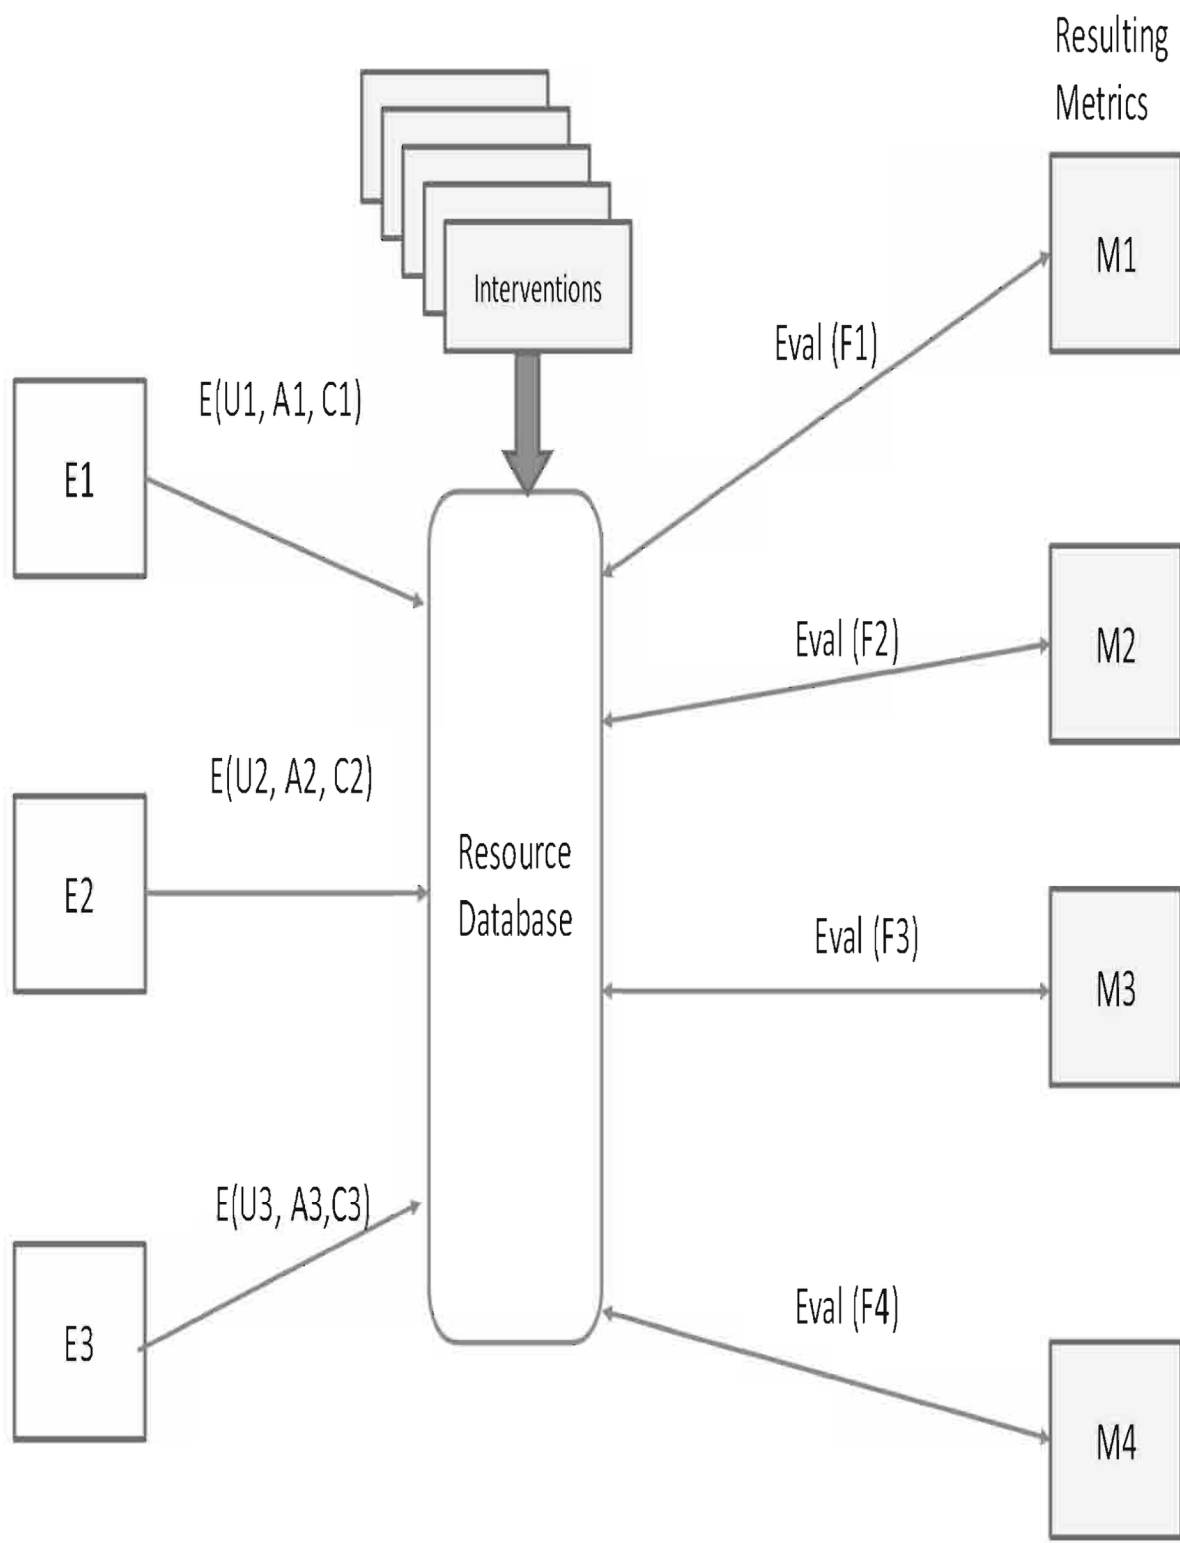 Resulting
Metrics
Interventions
M1
Eval (F1)
E(U1, A1, C1)
E1
Eval (F2)
M2
E(U2, A2, C2)
E2
Resource
Database
Eval (F3)
M3
E(U3, A3,C3)
E3
Eval (F4)
M4